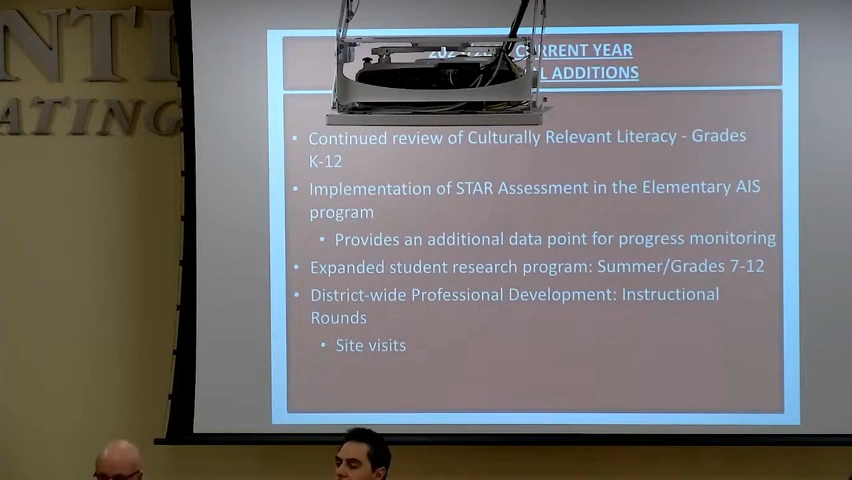 NT
ATING
CURRENT YEAR
ADDITIONS
• Continued review of Culturally Relevant Literacy - Grades
K-12
• Implementation of STAR Assessment in the Elementary AIS
program
• Provides an additional data point for progress monitoring
• Expanded student research program: Summer/Grades 7-12
• District-wide Professional Development: Instructional
Rounds
• Site visits